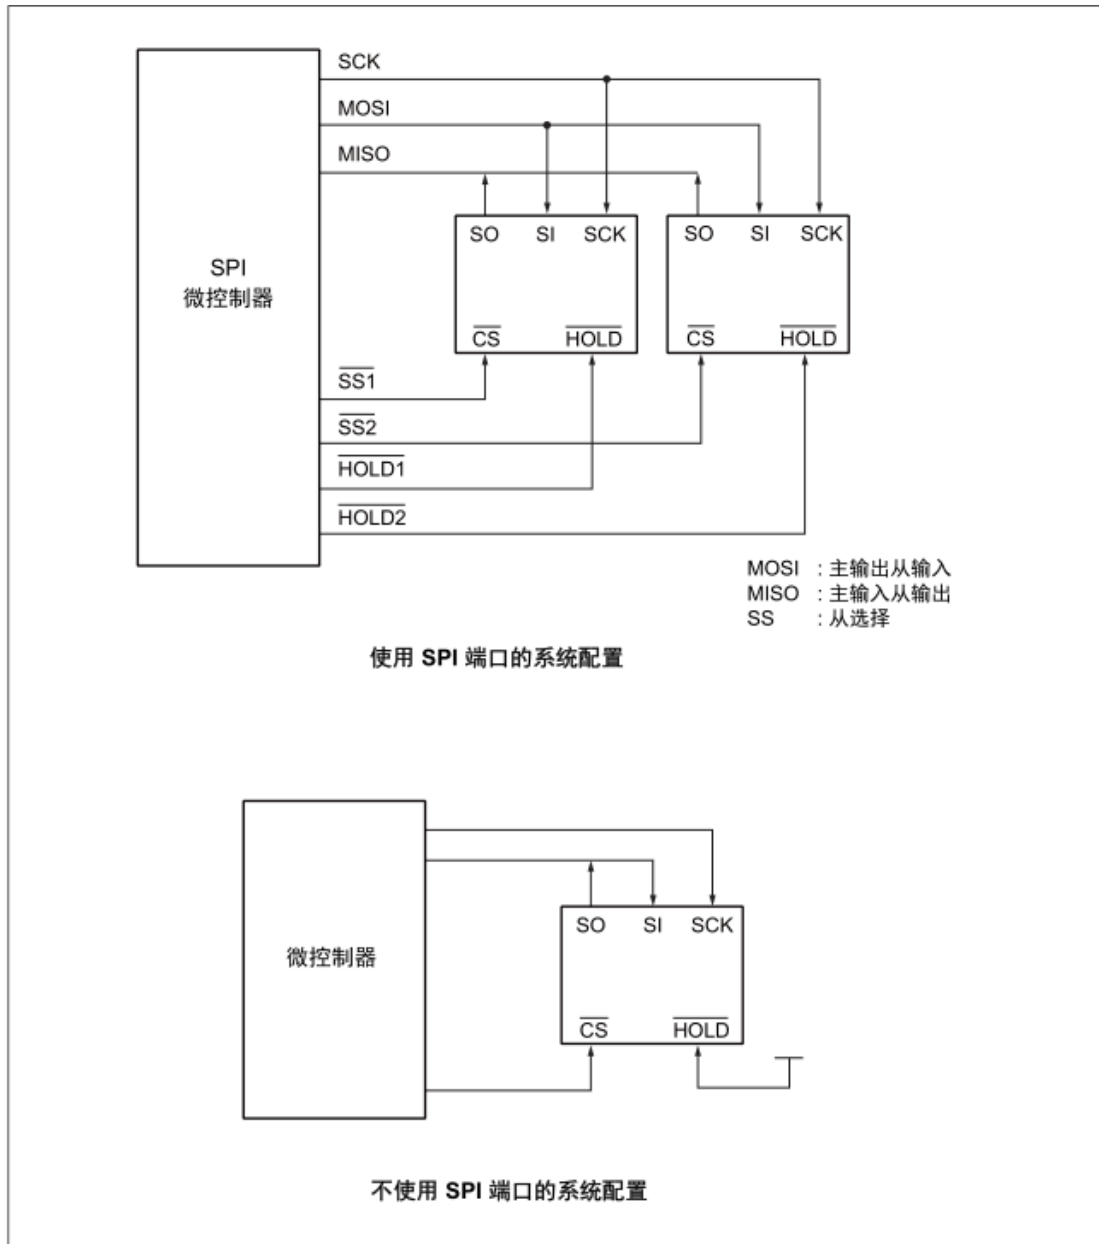 SCK
MOSI
MISO
SO SI SCK
SO SI SCK
SPI
微控制器
CS HOLD
CS HOLD
SS1
SS2
HOLD1
HOLD2
MOSI : 主输出从输入
MISO : 主输入从输出
SS : 从选择
使用 SPI 端口的系统配置
微控制器
SO SI SCK
CS HOLD
不使用 SPI 端口的系统配置